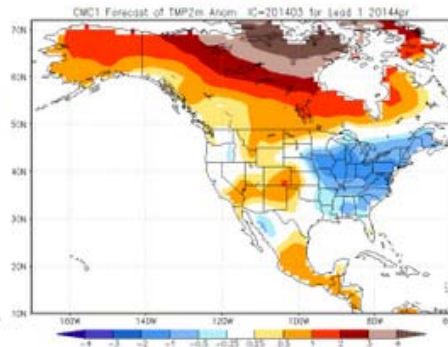 CMC1 Forecast of TMP2m Anom IC=201403 for Lead 1 2014Apr
70N
60N
50N
40N
30N
20N
10N
160W 140W 120W 100W 80W
-4 -3 -2 -1 -0.5 -0.25 0.25 0.5 1 2 3 4